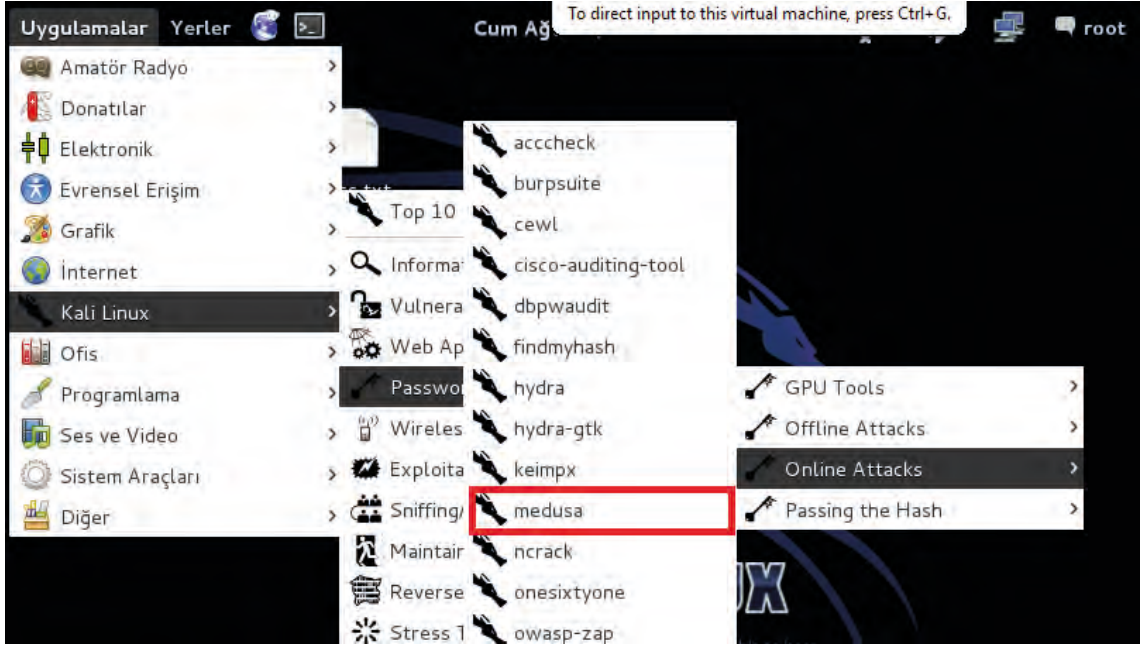 Uygulamalar Yerler Cum Ağ To direct input to this virtual machine, press Ctrl+G. root
Amatör Radyo
Donatılar
Elektronik
Evrensel Erişim
Grafik
İnternet
Kali Linux
Ofis
Programlama
Ses ve Video
Sistem Araçları
Diğer
Top 10
Informa
Vulnera
Web Ap
Passwo
Wireles
Exploita
Sniffing/
Maintair
Reverse
Stress T
acccheck
burpsuite
cewl
cisco-auditing-tool
dbpwaudit
findmyhash
hydra
hydra-gtk
keimpx
medusa
ncrack
onesixtyone
owasp-zap
GPU Tools
Offline Attacks
Online Attacks
Passing the Hash
UX